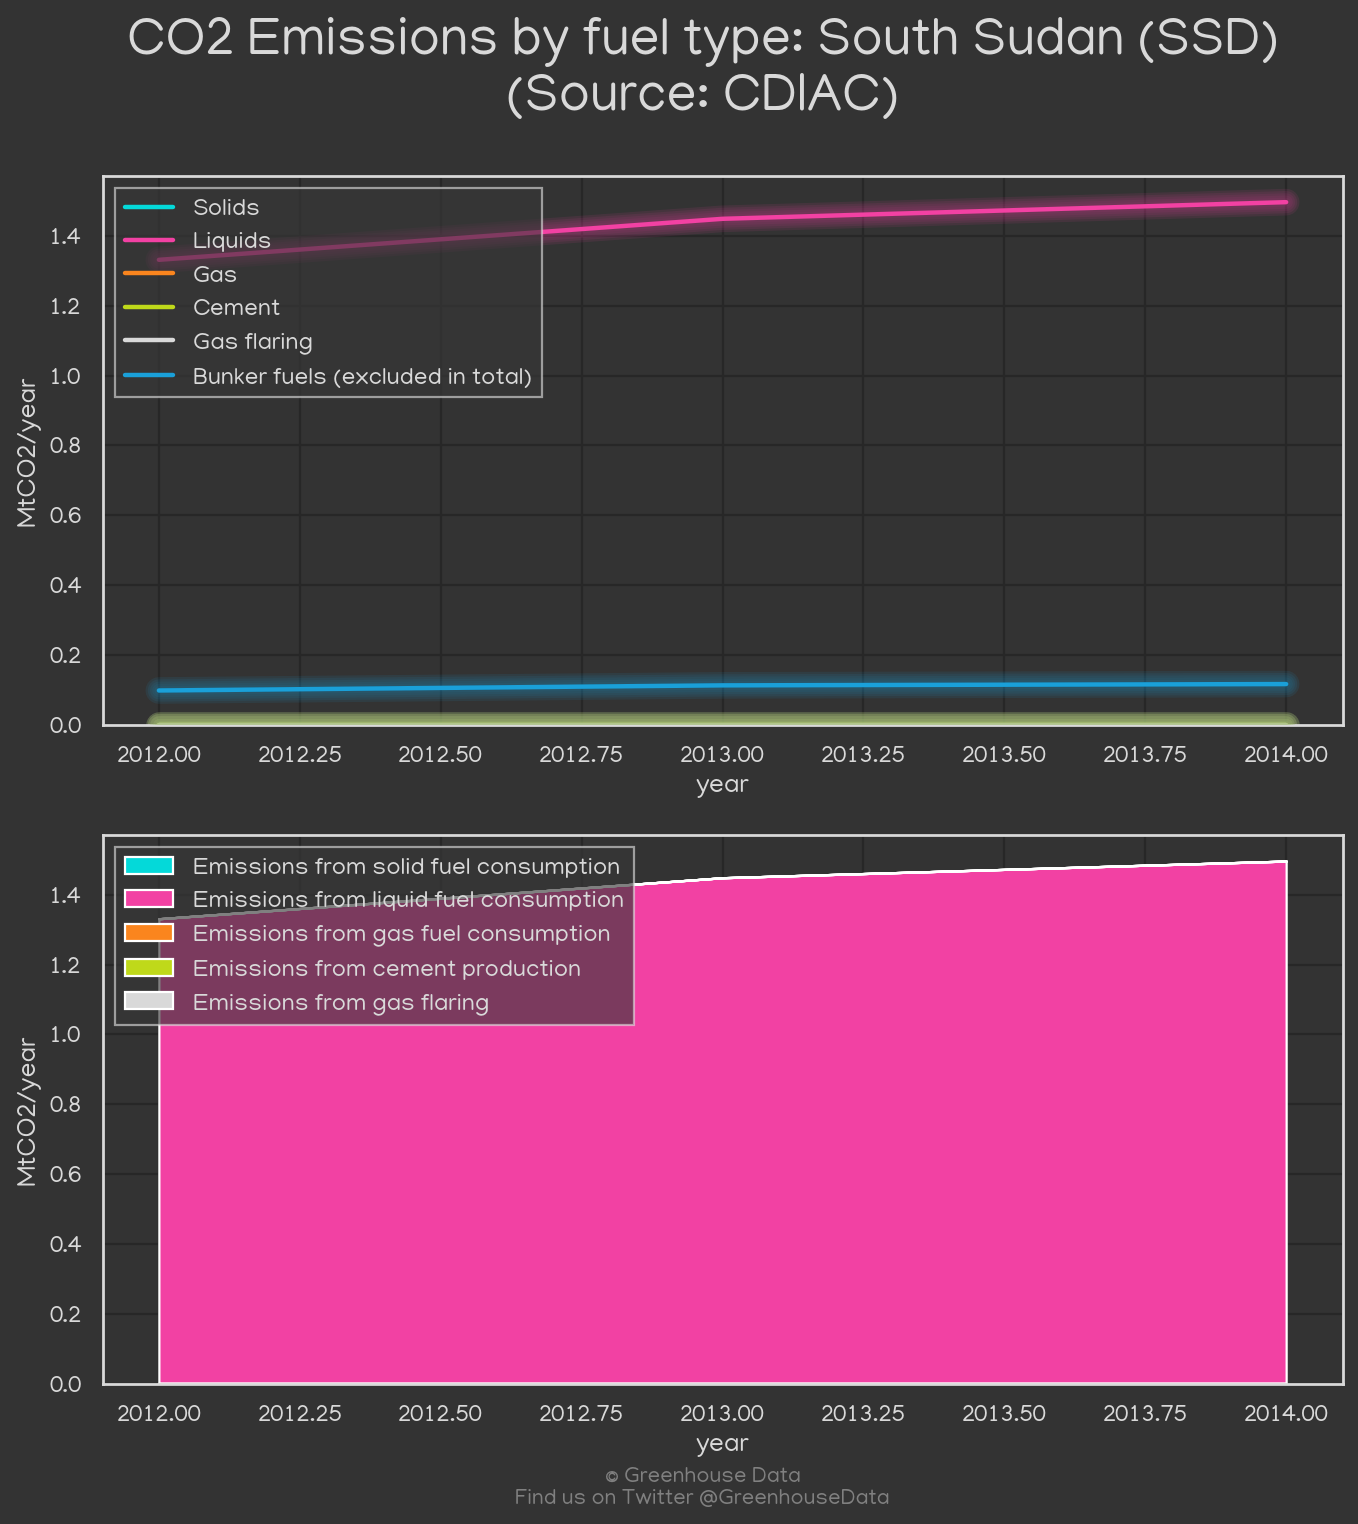 CO2 Emissions by fuel type: South Sudan (SSD)
(Source: CDIAC)
Solids
Liquids
Gas
Cement
Gas flaring
Bunker fuels (excluded in total)
MtCO2/year
1.4
1.2
1.0
0.8
0.6
0.4
0.2
0.0
2012.00 2012.25 2012.50 2012.75 2013.00 2013.25 2013.50 2013.75 2014.00
year
Emissions from solid fuel consumption
Emissions from liquid fuel consumption
Emissions from gas fuel consumption
Emissions from cement production
Emissions from gas flaring
MtCO2/year
1.4
1.2
1.0
0.8
0.6
0.4
0.2
0.0
2012.00 2012.25 2012.50 2012.75 2013.00 2013.25 2013.50 2013.75 2014.00
year
© Greenhouse Data
Find us on Twitter @GreenhouseData